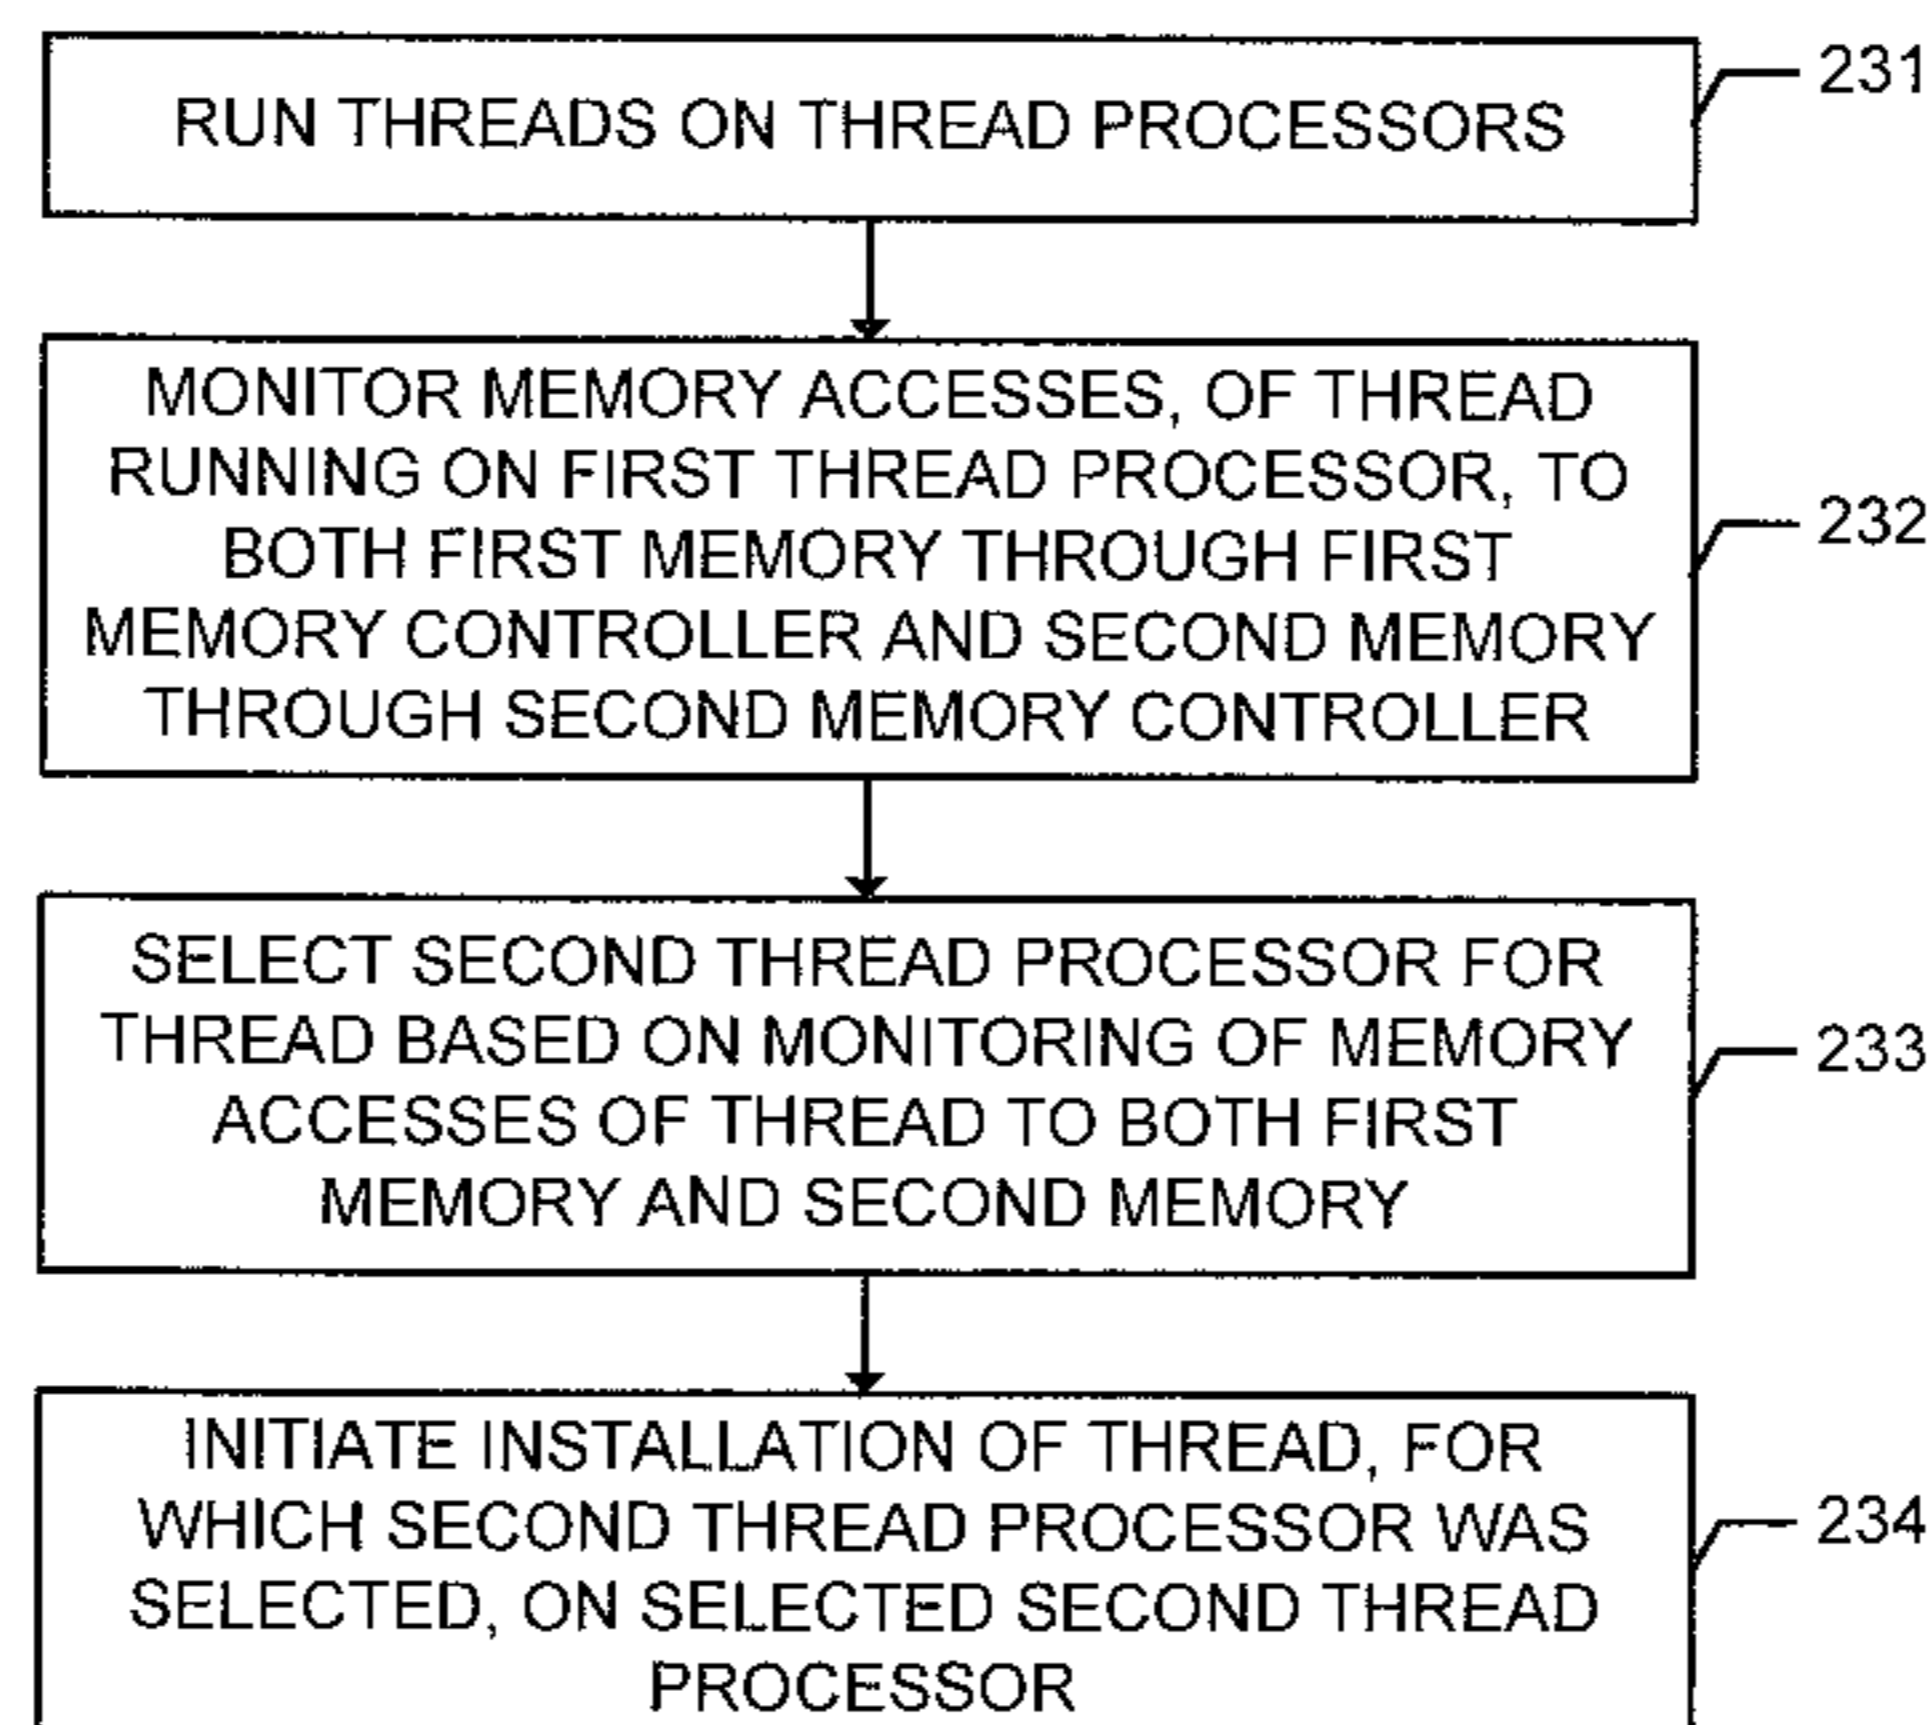 RUN THREADS ON THREAD PROCESSORS
231
MONITOR MEMORY ACCESSES, OF THREAD
RUNNING ON FIRST THREAD PROCESSOR, TO
BOTH FIRST MEMORY THROUGH FIRST
MEMORY CONTROLLER AND SECOND MEMORY
THROUGH SECOND MEMORY CONTROLLER
232
SELECT SECOND THREAD PROCESSOR FOR
THREAD BASED ON MONITORING OF MEMORY
ACCESSES OF THREAD TO BOTH FIRST
MEMORY AND SECOND MEMORY
233
INITIATE INSTALLATION OF THREAD, FOR
WHICH SECOND THREAD PROCESSOR WAS
SELECTED, ON SELECTED SECOND THREAD
PROCESSOR
234